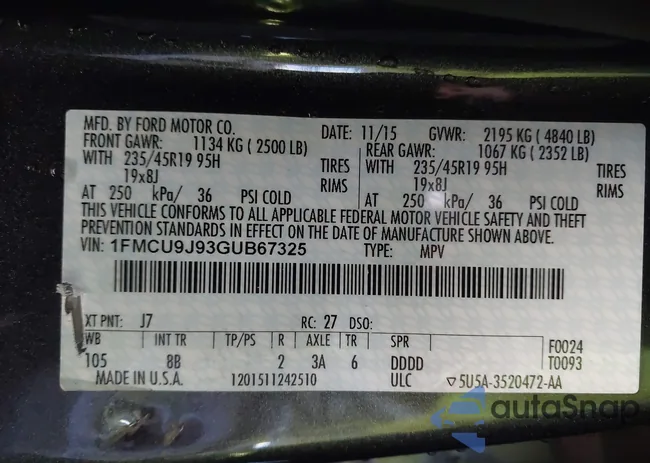 MFD. BY FORD MOTOR CO.
DATE: 11/15 GVWR: 2195 KG ( 4840 LB)
FRONT GAWR: 1134 KG ( 2500 LB) REAR GAWR: 1067 KG ( 2352 LB)
WITH 235/45R19 95H TIRES WITH 235/45R19 95H TIRES
19x8J RIMS 19x8J RIMS
AT 250 kPa/ 36 PSI COLD AT 250 kPa/ 36 PSI COLD
THIS VEHICLE CONFORMS TO ALL APPLICABLE FEDERAL MOTOR VEHICLE SAFETY AND THEFT
PREVENTION STANDARDS IN EFFECT ON THE DATE OF MANUFACTURE SHOWN ABOVE.
VIN: 1FMCU9J93GUB67325 TYPE: MPV
XT PNT: J7 RC: 27 DSO:
WB INT TR TP/PS R AXLE TR SPR F0024
105 8B 2 3A 6 DDDD T0093
MADE IN U.S.A. 1201511242510 ULC ▽5U5A-3520472-AA
autoSnap